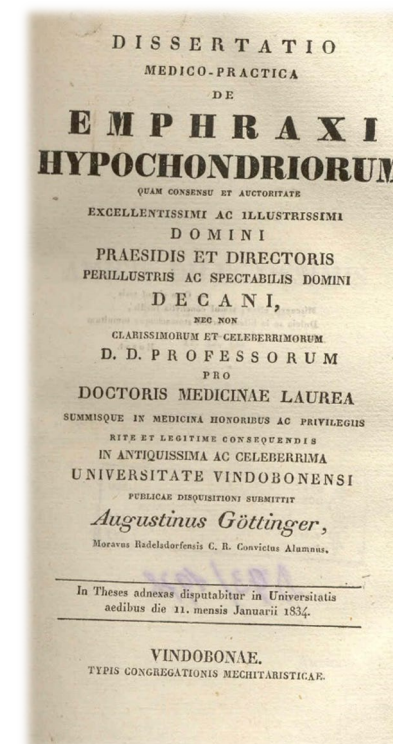 DISSERTATIO
MEDICO-PRACTICA
DE
EMPHRAXI
HYPOCHONDRIORUM
QUAM CONSENSU ET AUCTORITATE
EXCELLENTISSIMI AC ILLUSTRISSIMI
DOMINI
PRAESIDIS ET DIRECTORIS
PERILLUSTRIS AC SPECTABILIS DOMINI
DECANI,
NEC NON
CLARISSIMORUM ET CELEBERRIMORUM
D. D. PROFESSORUM
PRO
DOCTORIS MEDICINAE LAUREA
SUMMISQUE IN MEDICINA HONORIBUS AC PRIVILEGIIS
RITE ET LEGITIME CONSEQUENDIS
IN ANTIQUISSIMA AC CELEBERRIMA
UNIVERSITATE VINDOBONENSI
PUBLICAE DISQUISITIONI SUBMITTIT
Augustinus Göttinger,
Moravus Radelsdorfensis C. R. Convictus Alumnus.
In Theses adnexas disputabitur in Universitatis
aedibus die 11. mensis Januarii 1834.
VINDOBONAE.
TYPIS CONGREGATIONIS MECHITARISTICAE.